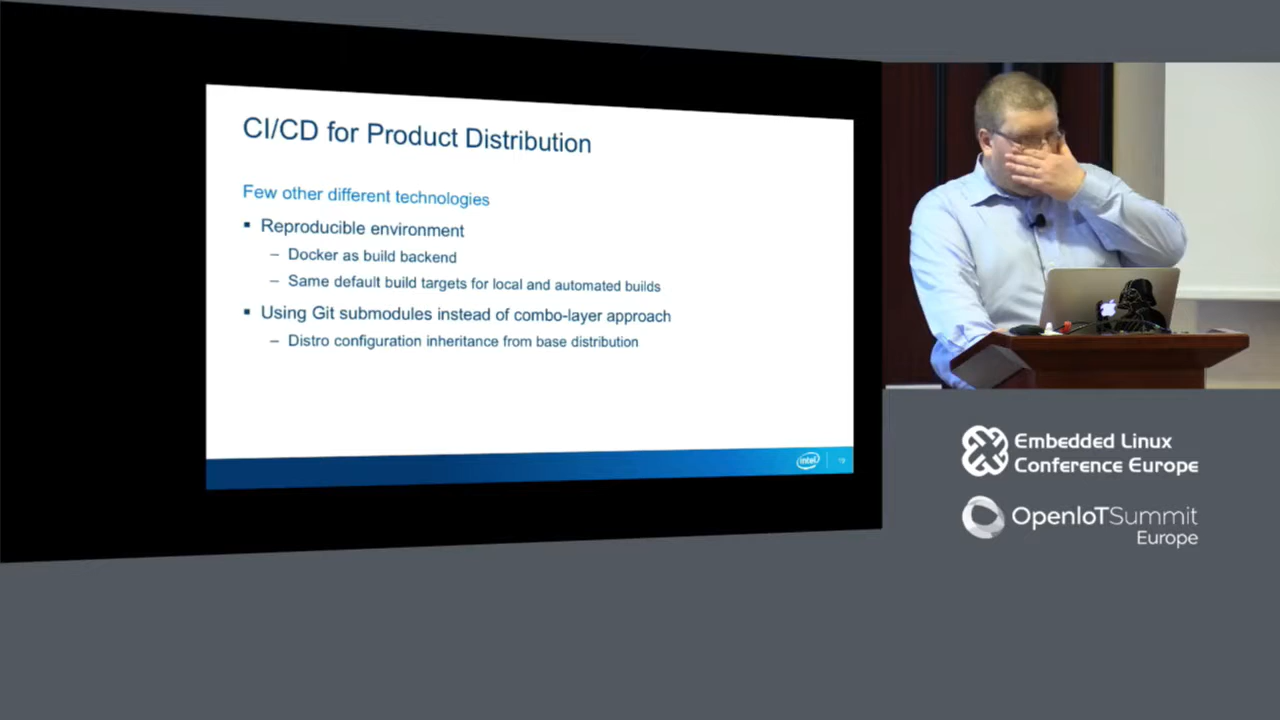 CI/CD for Product Distribution
Few other different technologies
▪ Reproducible environment
– Docker as build backend
– Same default build targets for local and automated builds
▪ Using Git submodules instead of combo-layer approach
– Distro configuration inheritance from base distribution
intel
Embedded Linux
Conference Europe
OpenIoTSummit
Europe